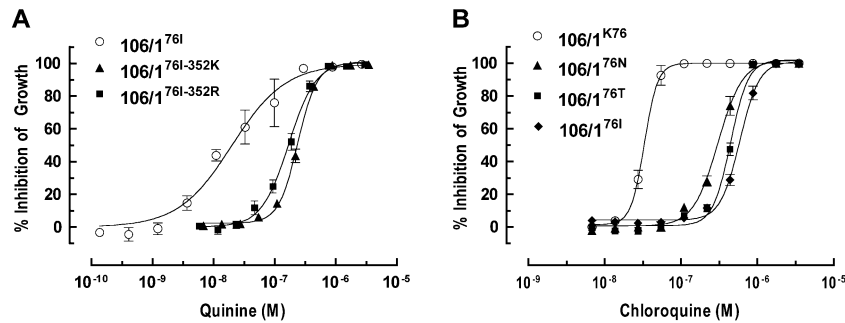 A
106/1^76I
106/1^76I-352K
106/1^76I-352R
% Inhibition of Growth
100
80
60
40
20
0
10^-10 10^-9 10^-8 10^-7 10^-6 10^-5
Quinine (M)
B
106/1^K76
106/1^76N
106/1^76T
106/1^76I
% Inhibition of Growth
100
80
60
40
20
0
10^-9 10^-8 10^-7 10^-6 10^-5
Chloroquine (M)